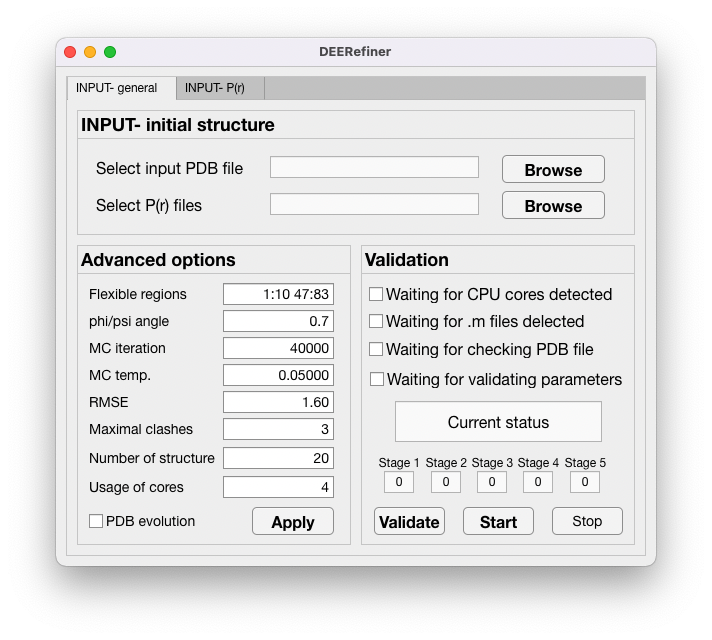 DEERefiner
INPUT- general INPUT- P(r)
INPUT- initial structure
Select input PDB file Browse
Select P(r) files Browse
Advanced options
Flexible regions 1:10 47:83
phi/psi angle 0.7
MC iteration 40000
MC temp. 0.05000
RMSE 1.60
Maximal clashes 3
Number of structure 20
Usage of cores 4
PDB evolution Apply
Validation
Waiting for CPU cores detected
Waiting for .m files delected
Waiting for checking PDB file
Waiting for validating parameters
Current status
Stage 1 Stage 2 Stage 3 Stage 4 Stage 5
0 0 0 0 0
Validate Start Stop